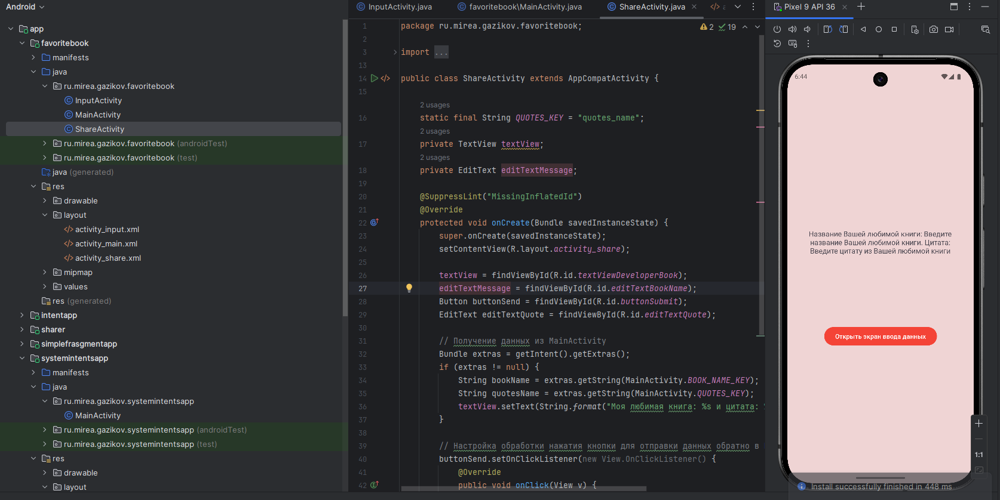 Android
app
favoritebook
manifests
java
ru.mirea.gazikov.favoritebook
InputActivity
MainActivity
ShareActivity
ru.mirea.gazikov.favoritebook (androidTest)
ru.mirea.gazikov.favoritebook (test)
java (generated)
res
drawable
layout
activity_input.xml
activity_main.xml
activity_share.xml
mipmap
values
res (generated)
intentapp
sharer
simplefrasgmentapp
systemintentsapp
manifests
java
ru.mirea.gazikov.systemintentsapp
MainActivity
ru.mirea.gazikov.systemintentsapp (androidTest)
ru.mirea.gazikov.systemintentsapp (test)
res
drawable
layout
InputActivity.java favoritebook\MainActivity.java ShareActivity.java
2 19
1 package ru.mirea.gazikov.favoritebook;
2
3 import ...
13
14 public class ShareActivity extends AppCompatActivity {
15
2 usages
16 static final String QUOTES_KEY = "quotes_name";
2 usages
17 private TextView textView;
2 usages
18 private EditText editTextMessage;
19
20 @SuppressLint("MissingInflatedId")
21 @Override
22 protected void onCreate(Bundle savedInstanceState) {
23 super.onCreate(savedInstanceState);
24 setContentView(R.layout.activity_share);
25
26 textView = findViewById(R.id.textViewDeveloperBook);
27 editTextMessage = findViewById(R.id.editTextBookName);
28 Button buttonSend = findViewById(R.id.buttonSubmit);
29 EditText editTextQuote = findViewById(R.id.editTextQuote);
30
31 // Получение данных из MainActivity
32 Bundle extras = getIntent().getExtras();
33 if (extras != null) {
34 String bookName = extras.getString(MainActivity.BOOK_NAME_KEY);
35 String quotesName = extras.getString(MainActivity.QUOTES_KEY);
36 textView.setText(String.format("Моя любимая книга: %s и цитата:
37 }
38
39 // Настройка обработки нажатия кнопки для отправки данных обратно в
40 buttonSend.setOnClickListener(new View.OnClickListener() {
41 @Override
42 public void onClick(View v) {
Pixel 9 API 36
6:44
Название Вашей любимой книги: Введите
название Вашей любимой книги. Цитата:
Введите цитату из Вашей любимой книги
Открыть экран ввода данных
1:1
Install successfully finished in 448 ms